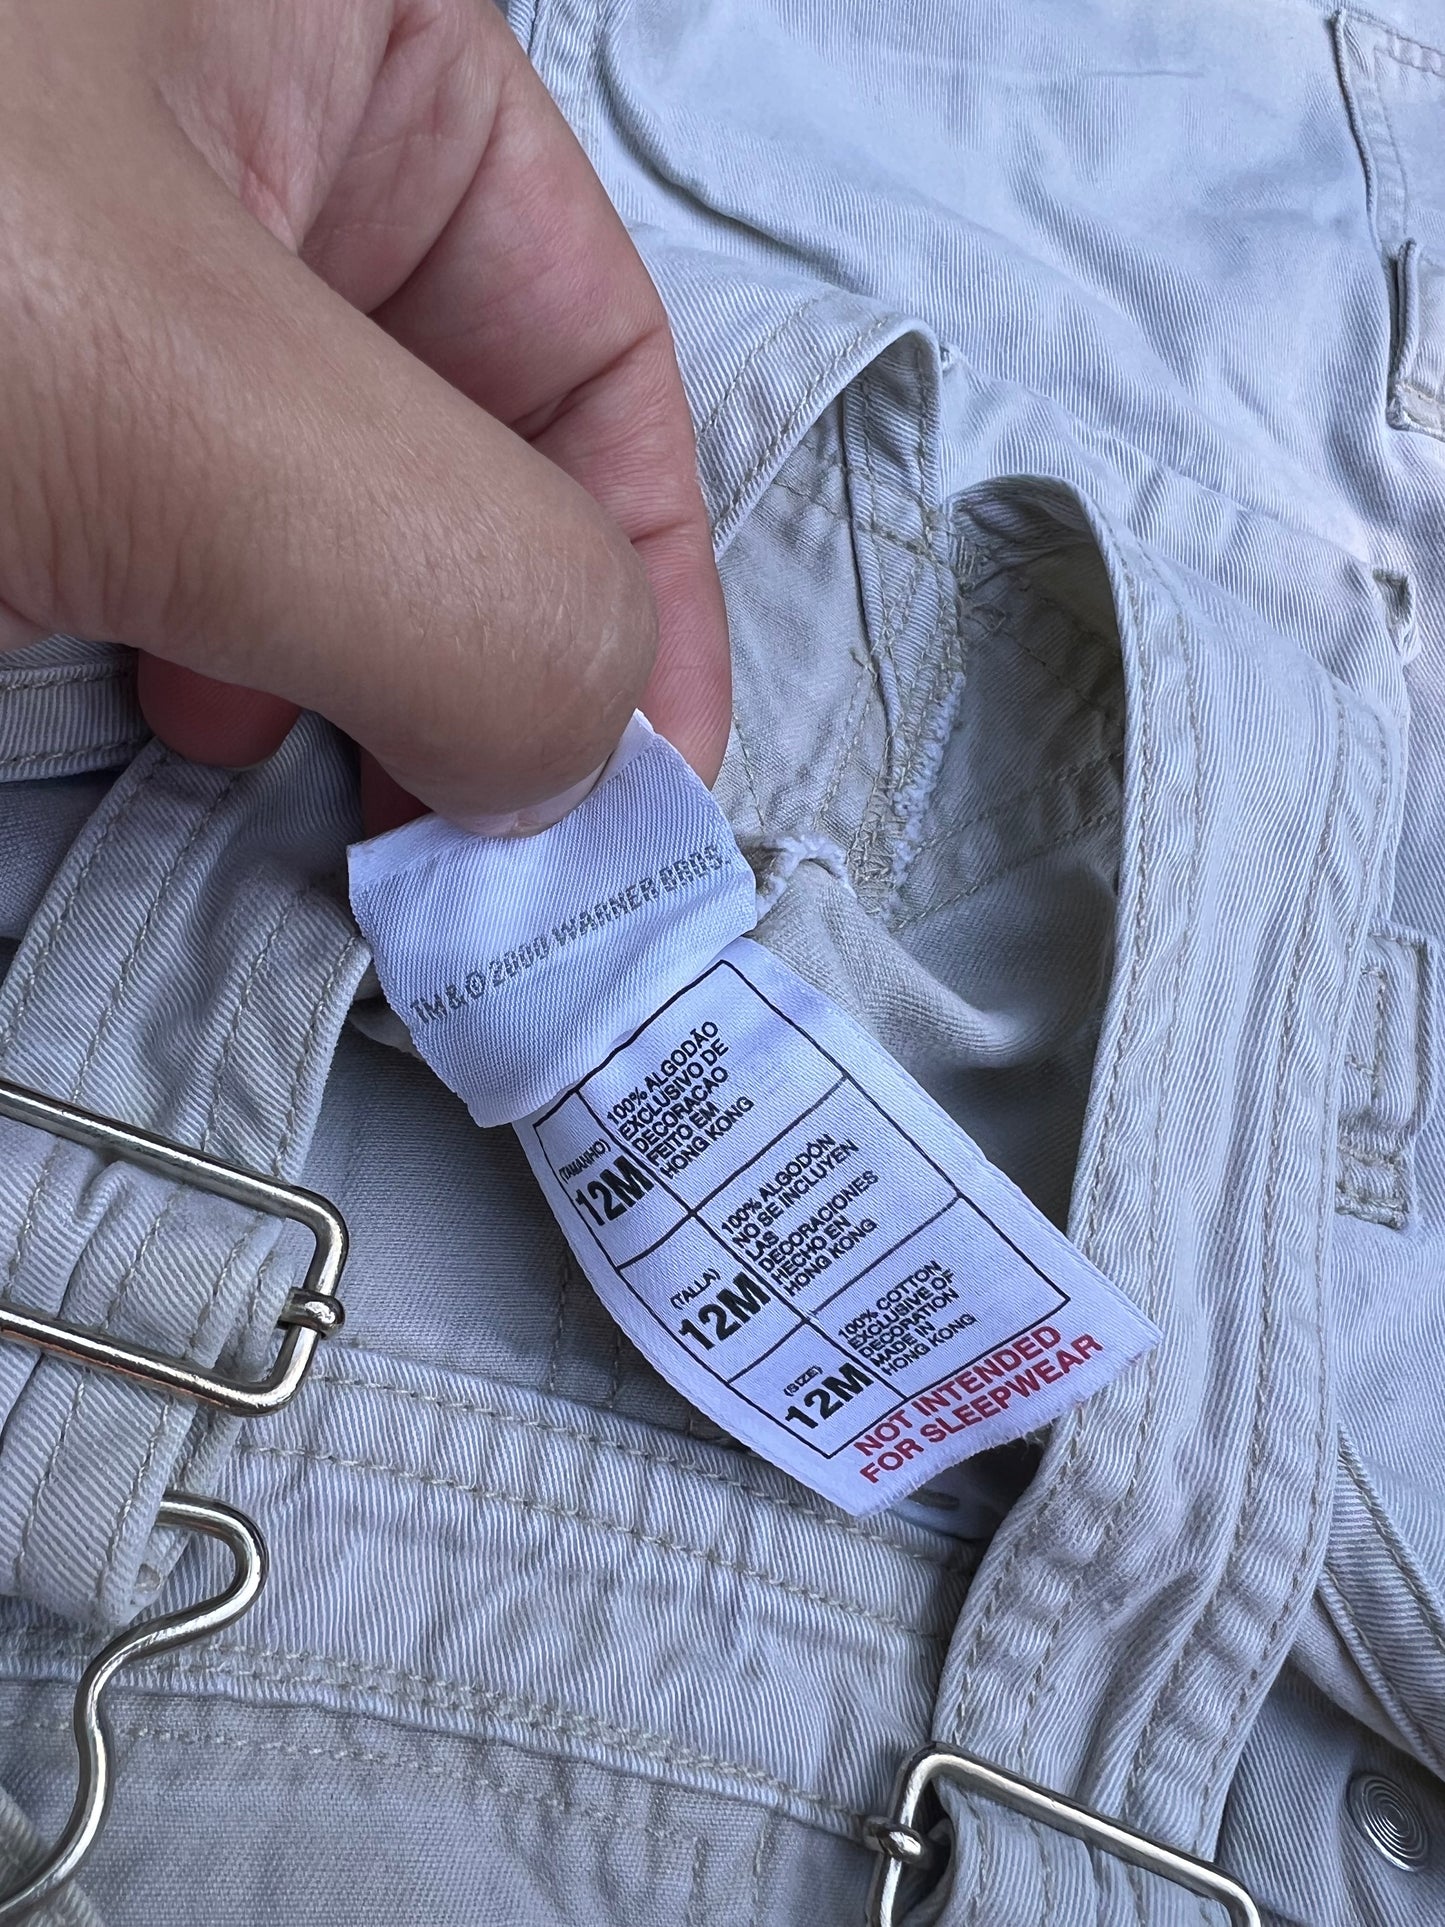 TM & © 2000 WARNER BROS.
(TAMANHO)
12M
100% ALGODÃO
EXCLUSIVO DE
DECORACAO
FEITO EM
HONG KONG
(TALLA)
12M
100% ALGODÓN
NO SE INCLUYEN
LAS
DECORACIONES
HECHO EN
HONG KONG
(SIZE)
12M
100% COTTON
EXCLUSIVE OF
DECORATION
MADE IN
HONG KONG
NOT INTENDED
FOR SLEEPWEAR